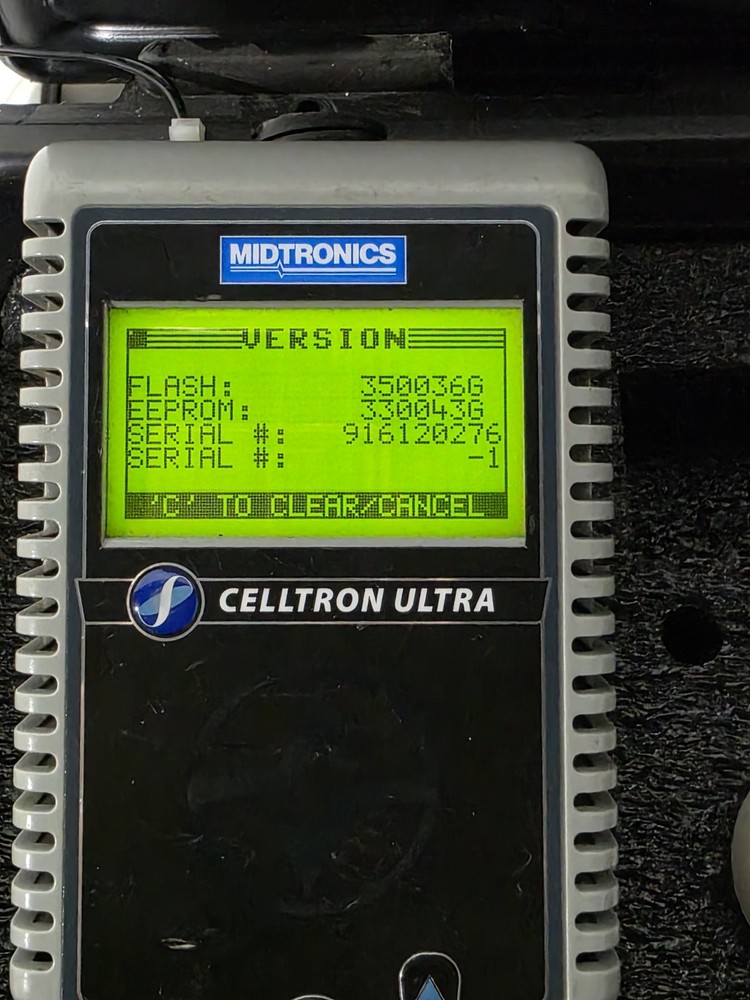 MIDTRONICS
VERSION
FLASH: 350036G
EEPROM: 330043G
SERIAL #: 916120276
SERIAL #: -1
'C' TO CLEAR/CANCEL
CELLTRON ULTRA